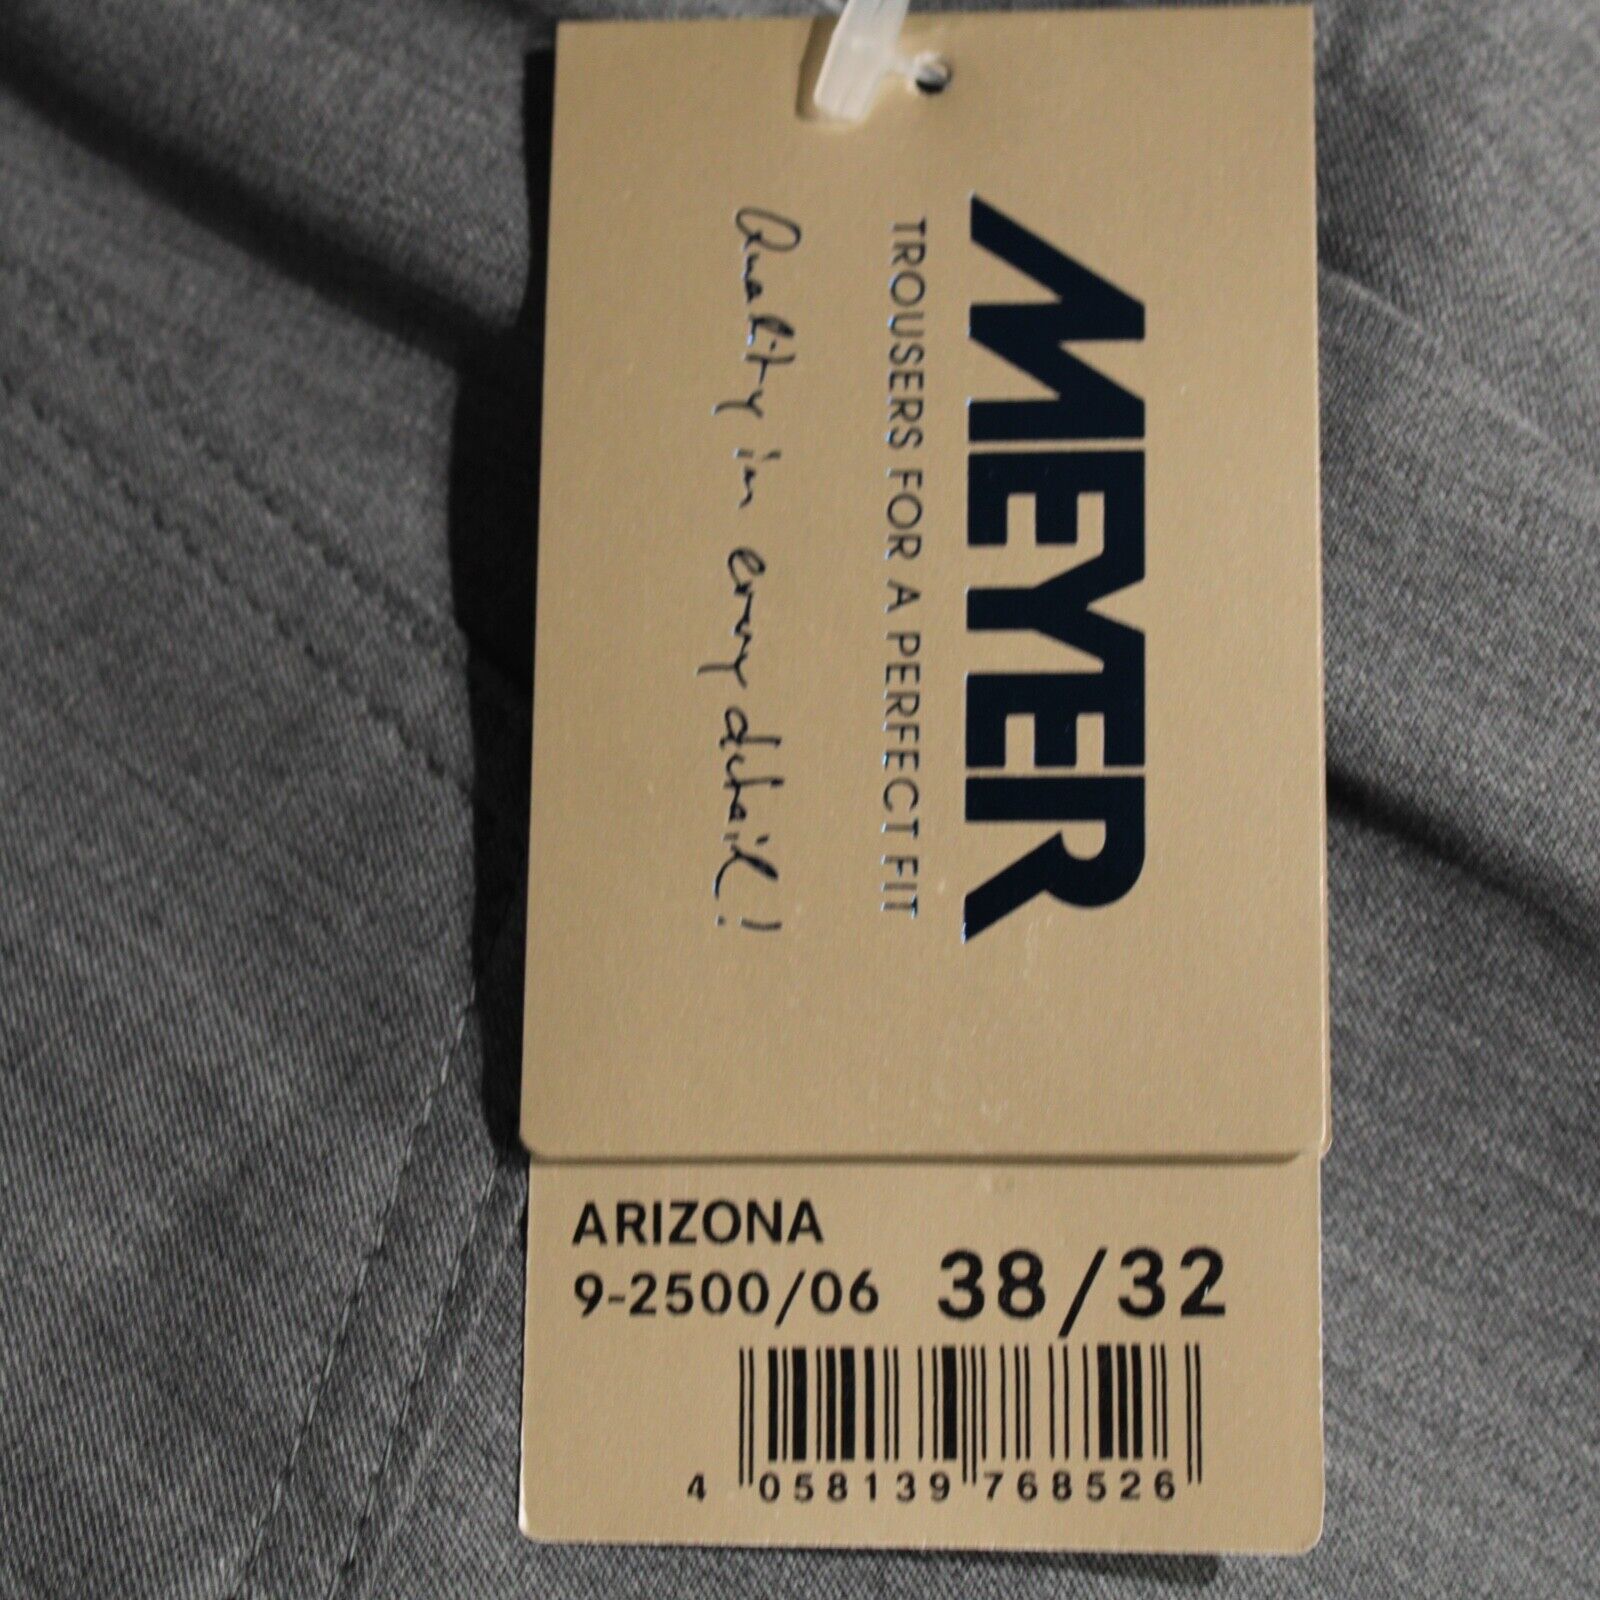 MEYER
TROUSERS FOR A PERFECT FIT
Quality in every detail!
ARIZONA
9-2500/06 38/32
4 058139 768526